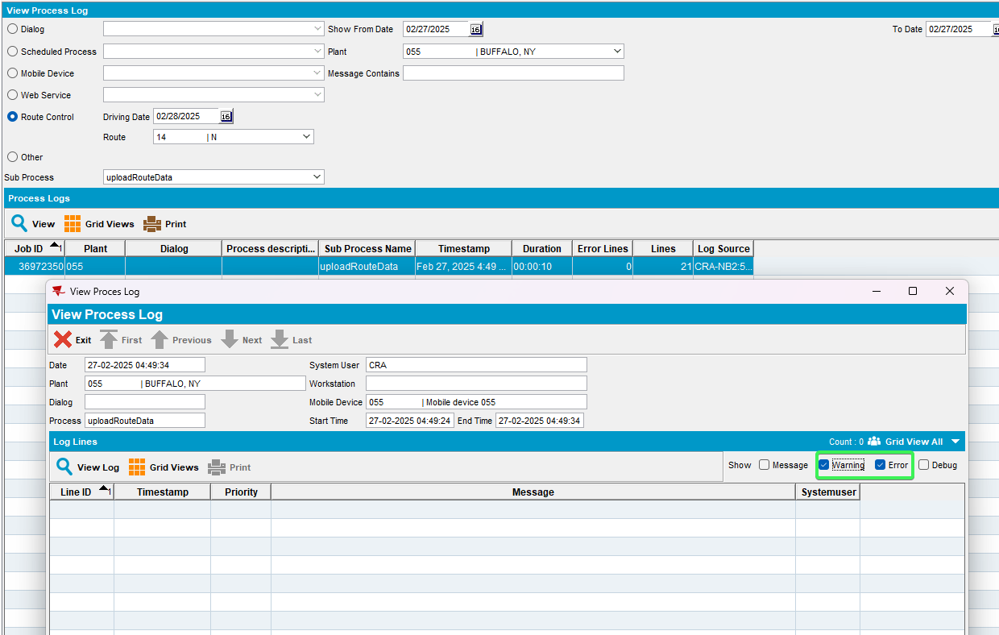 View Process Log
Dialog Show From Date 02/27/2025 16 To Date 02/27/2025
Scheduled Process Plant 055 | BUFFALO, NY
Mobile Device Message Contains
Web Service
Route Control Driving Date 02/28/2025 16
Route 14 | N
Other
Sub Process uploadRouteData
Process Logs
View Grid Views Print
Job ID 1 Plant Dialog Process descripti... Sub Process Name Timestamp Duration Error Lines Lines Log Source
36972350 055 uploadRouteData Feb 27, 2025 4:49 ... 00:00:10 0 21 CRA-NB2:5...
View Proces Log
View Process Log
Exit First Previous Next Last
Date 27-02-2025 04:49:34 System User CRA
Plant 055 | BUFFALO, NY Workstation
Dialog Mobile Device 055 | Mobile device 055
Process uploadRouteData Start Time 27-02-2025 04:49:24 End Time 27-02-2025 04:49:34
Log Lines Count : 0 Grid View All
View Log Grid Views Print Show Message Warning Error Debug
Line ID 1 Timestamp Priority Message Systemuser